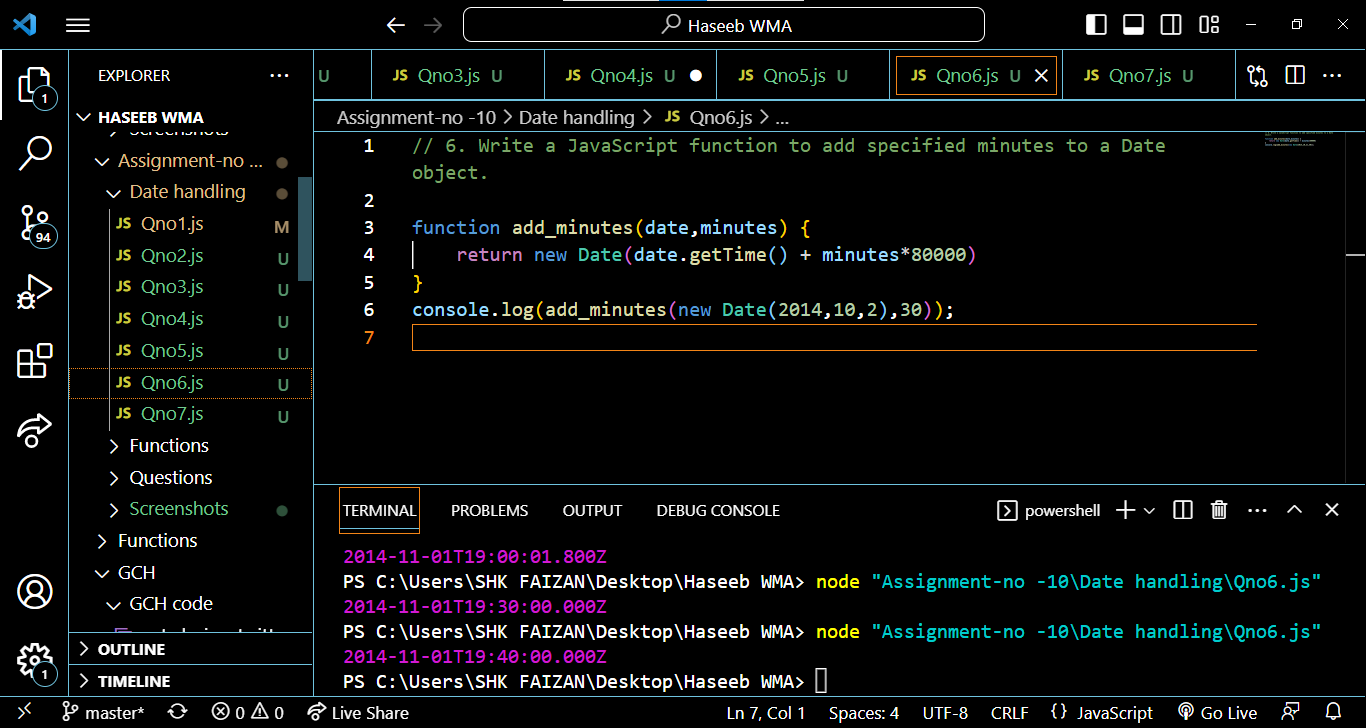 Haseeb WMA
EXPLORER
HASEEB WMA
Screenshots
Assignment-no ...
Date handling
JS Qno1.js M
JS Qno2.js U
JS Qno3.js U
JS Qno4.js U
JS Qno5.js U
JS Qno6.js U
JS Qno7.js U
Functions
Questions
Screenshots
Functions
GCH
GCH code
OUTLINE
TIMELINE
1
94
1
U
JS Qno3.js U
JS Qno4.js U
JS Qno5.js U
JS Qno6.js U
JS Qno7.js U
Assignment-no -10 > Date handling > JS Qno6.js > ...
1 // 6. Write a JavaScript function to add specified minutes to a Date
object.
2
3 function add_minutes(date,minutes) {
4 return new Date(date.getTime() + minutes*80000)
5 }
6 console.log(add_minutes(new Date(2014,10,2),30));
7
TERMINAL PROBLEMS OUTPUT DEBUG CONSOLE
powershell
2014-11-01T19:00:01.800Z
PS C:\Users\SHK FAIZAN\Desktop\Haseeb WMA> node "Assignment-no -10\Date handling\Qno6.js"
2014-11-01T19:30:00.000Z
PS C:\Users\SHK FAIZAN\Desktop\Haseeb WMA> node "Assignment-no -10\Date handling\Qno6.js"
2014-11-01T19:40:00.000Z
PS C:\Users\SHK FAIZAN\Desktop\Haseeb WMA>
master* 0 0 Live Share Ln 7, Col 1 Spaces: 4 UTF-8 CRLF {} JavaScript Go Live